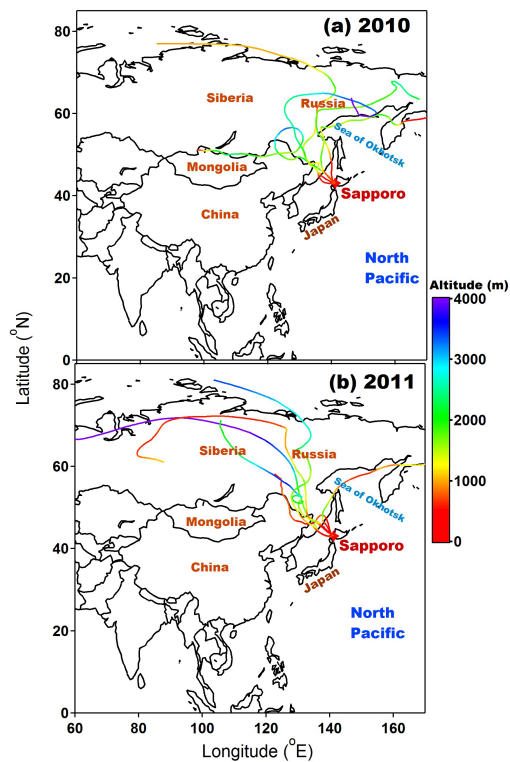 (a) 2010
80
60
40
20
0
Siberia
Russia
Sea of Okhotsk
Mongolia
Sapporo
China
Japan
North
Pacific
Altitude (m)
4000
3000
2000
1000
0
Latitude (°N)
(b) 2011
80
60
40
20
0
Siberia
Russia
Sea of Okhotsk
Mongolia
Sapporo
China
Japan
North
Pacific
60
80
100
120
140
160
Longitude (°E)